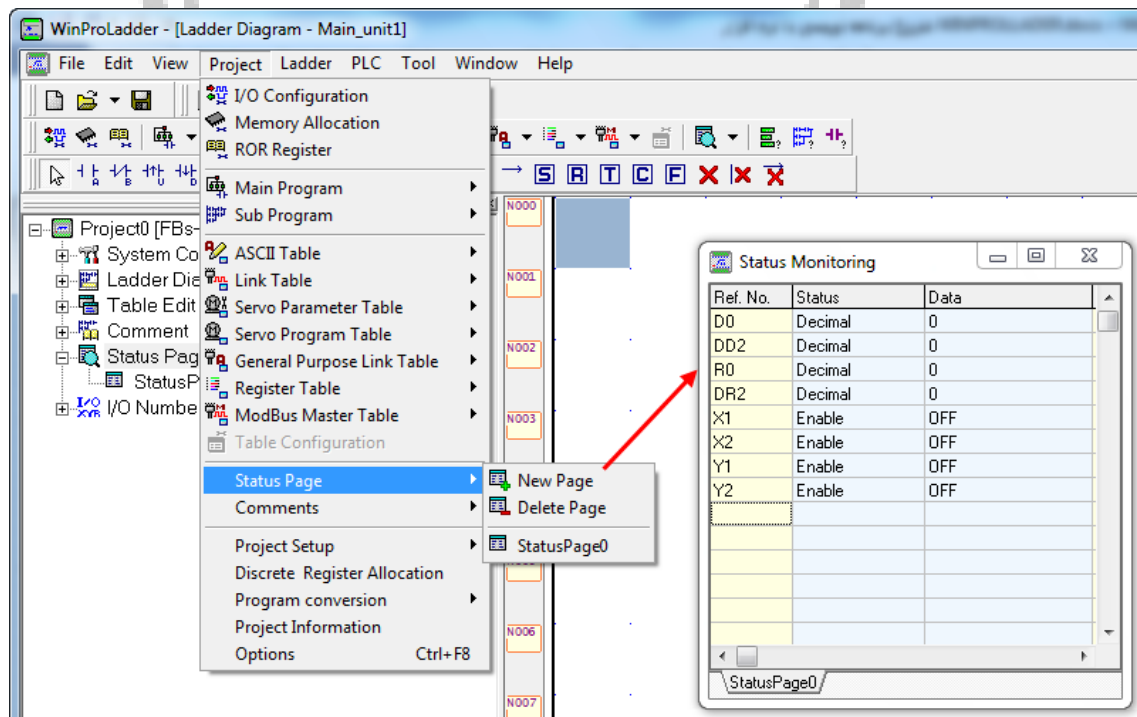 WinProLadder - [Ladder Diagram - Main_unit1]
File Edit View Project Ladder PLC Tool Window Help
I/O Configuration
Memory Allocation
ROR Register
Main Program
Sub Program
ASCII Table
Link Table
Servo Parameter Table
Servo Program Table
General Purpose Link Table
Register Table
ModBus Master Table
Table Configuration
Status Page
Comments
Project Setup
Discrete Register Allocation
Program conversion
Project Information
Options Ctrl+F8
New Page
Delete Page
StatusPage0
A B U D
S R T C F
Project0 [FBs-
System Co
Ladder Die
Table Edit
Comment
Status Pag
StatusP
I/O Numbe
N000
N001
N002
N003
N006
N007
Status Monitoring
Ref. No. Status Data
D0 Decimal 0
DD2 Decimal 0
R0 Decimal 0
DR2 Decimal 0
X1 Enable OFF
X2 Enable OFF
Y1 Enable OFF
Y2 Enable OFF
StatusPage0